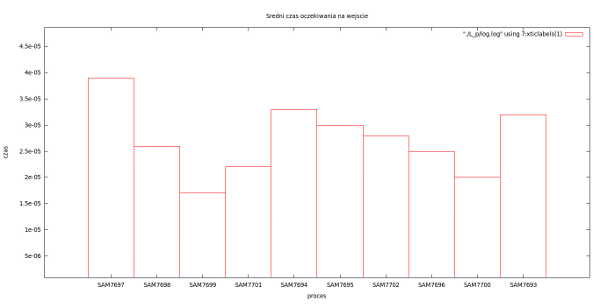 Sredni czas oczekiwania na wejscie
"./L_p/log.log" using 7:xticlabels(1)
4.5e-05
4e-05
3.5e-05
3e-05
2.5e-05
2e-05
1.5e-05
1e-05
5e-06
czas
SAM7697 SAM7698 SAM7699 SAM7701 SAM7694 SAM7695 SAM7702 SAM7696 SAM7700 SAM7693
proces